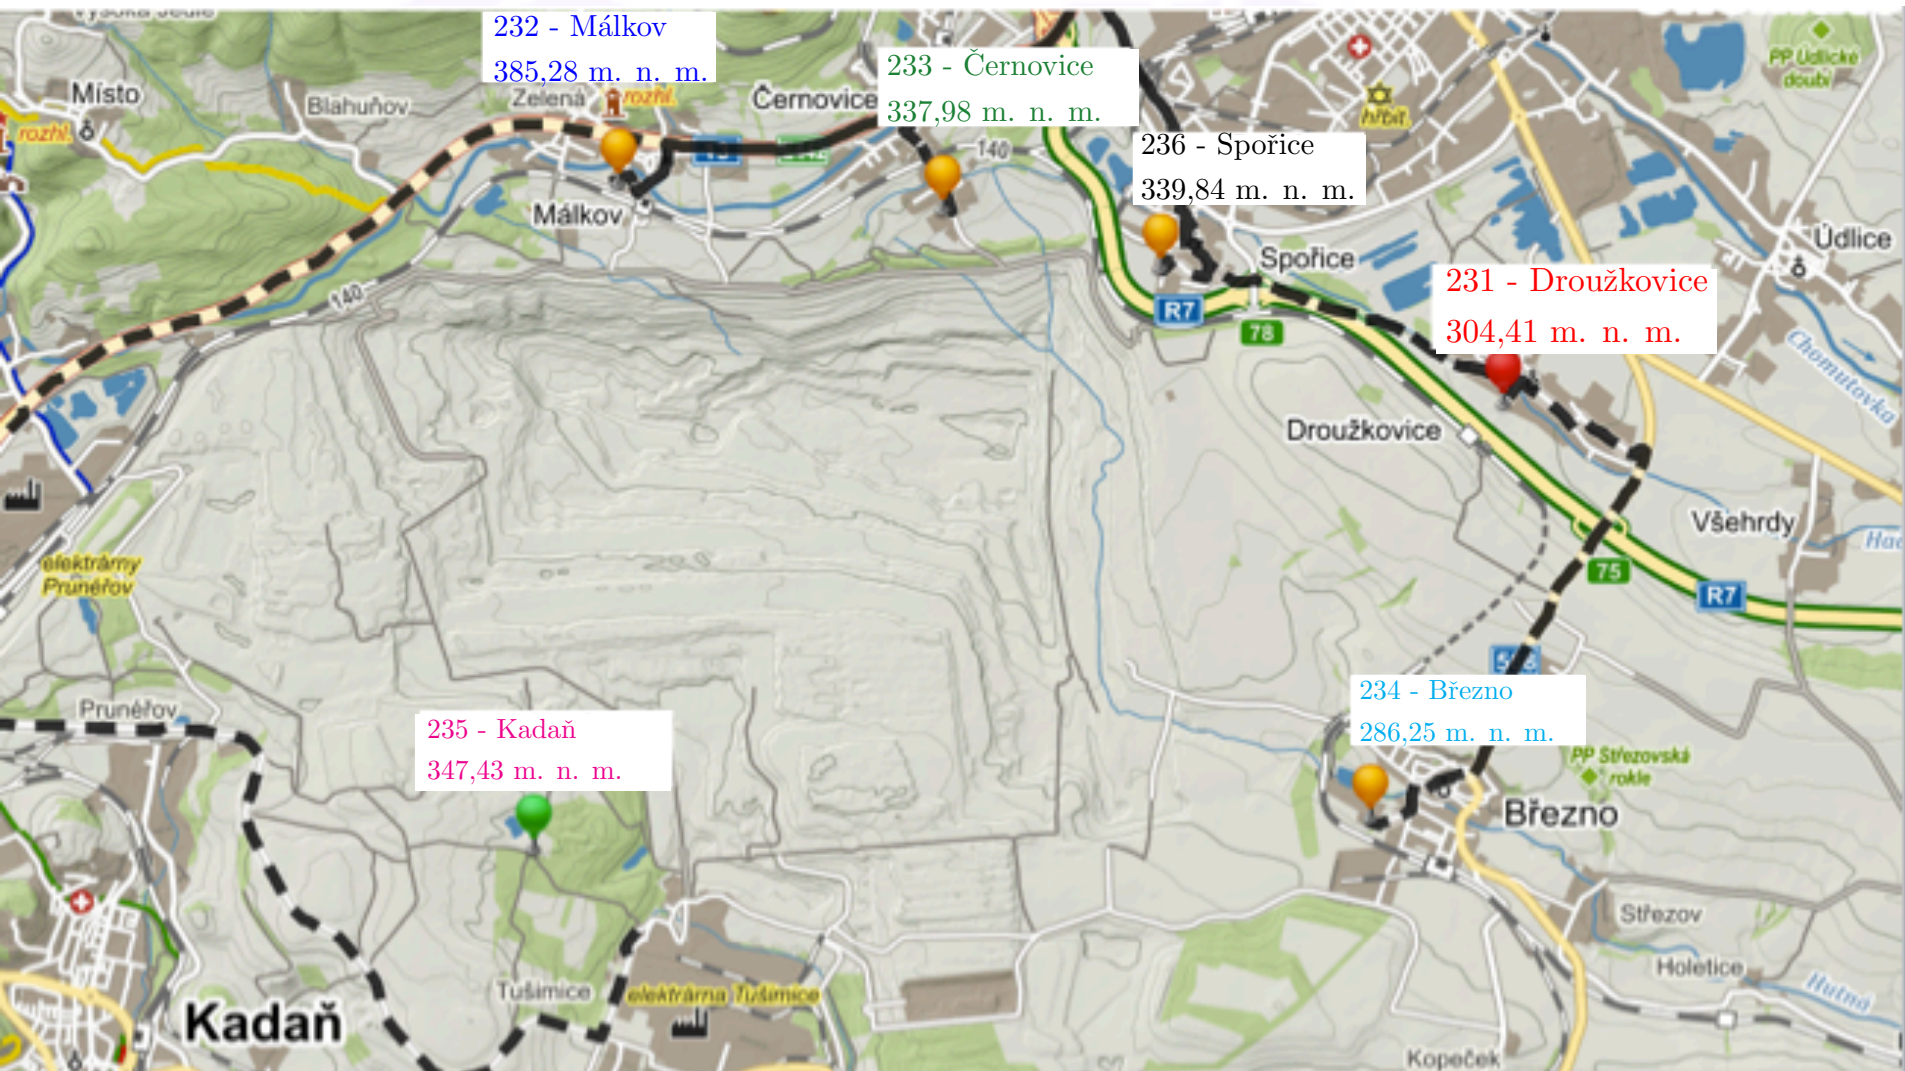 232 - Málkov
385,28 m. n. m.
233 - Černovice
337,98 m. n. m.
PP Údlické
doubí
Místo
Blahuňov
Zelená
rozhl.
Černovice
rozhl.
hřbit.
140
236 - Spořice
339,84 m. n. m.
Málkov
Údlice
Spořice
140
231 - Droužkovice
304,41 m. n. m.
R7
78
Chomutovka
Droužkovice
Všehrdy
elektrárny
Prunéřov
75
R7
Prunéřov
234 - Březno
286,25 m. n. m.
235 - Kadaň
347,43 m. n. m.
PP Střezovská
rokle
Březno
Střezov
Holetice
Hutná
Tušimice
elektrárna Tušimice
Kadaň
Kopeček